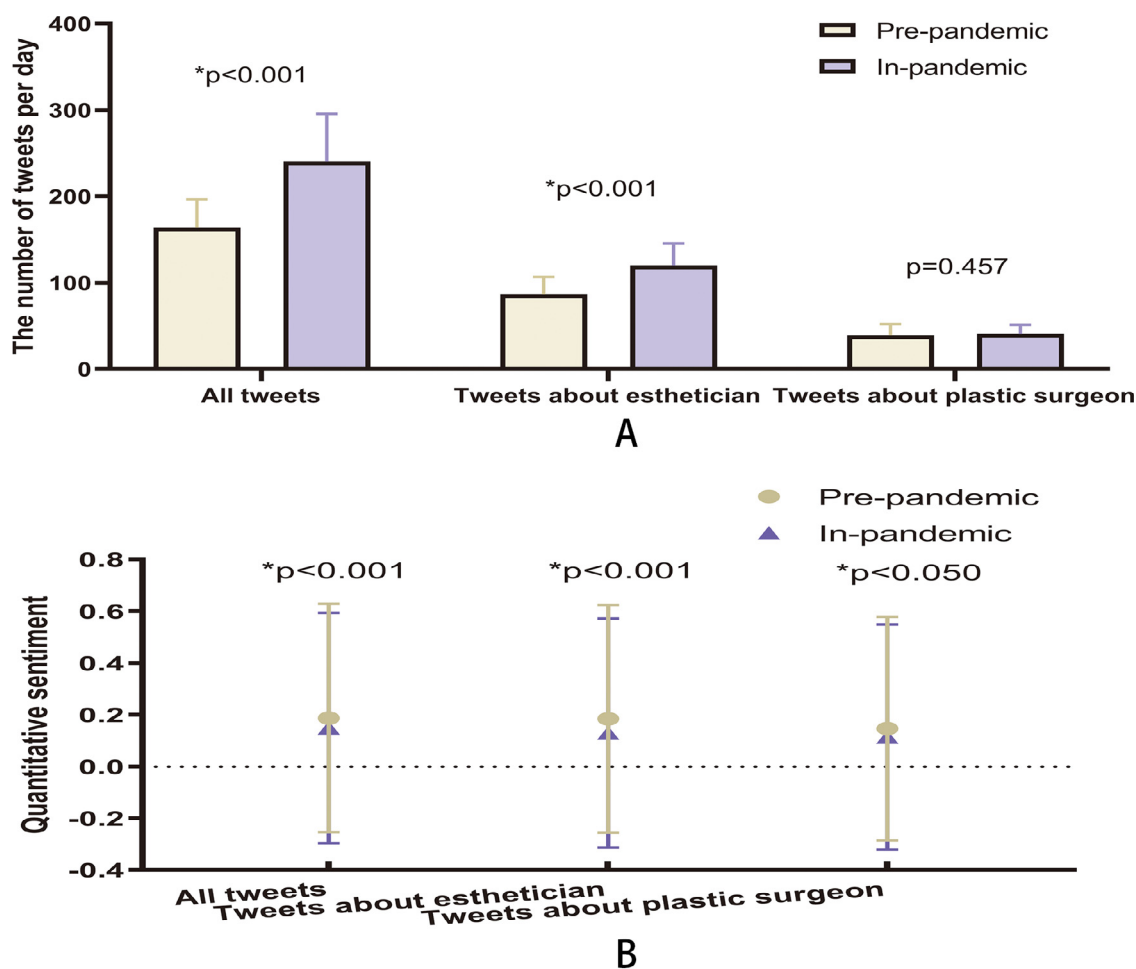 The number of tweets per day
400
300
200
100
0
Pre-pandemic
In-pandemic
*p<0.001
*p<0.001
p=0.457
All tweets
Tweets about esthetician
Tweets about plastic surgeon
A
Pre-pandemic
In-pandemic
Quantitative sentiment
0.8
0.6
0.4
0.2
0.0
-0.2
-0.4
*p<0.001
*p<0.001
*p<0.050
All tweets
Tweets about esthetician
Tweets about plastic surgeon
B